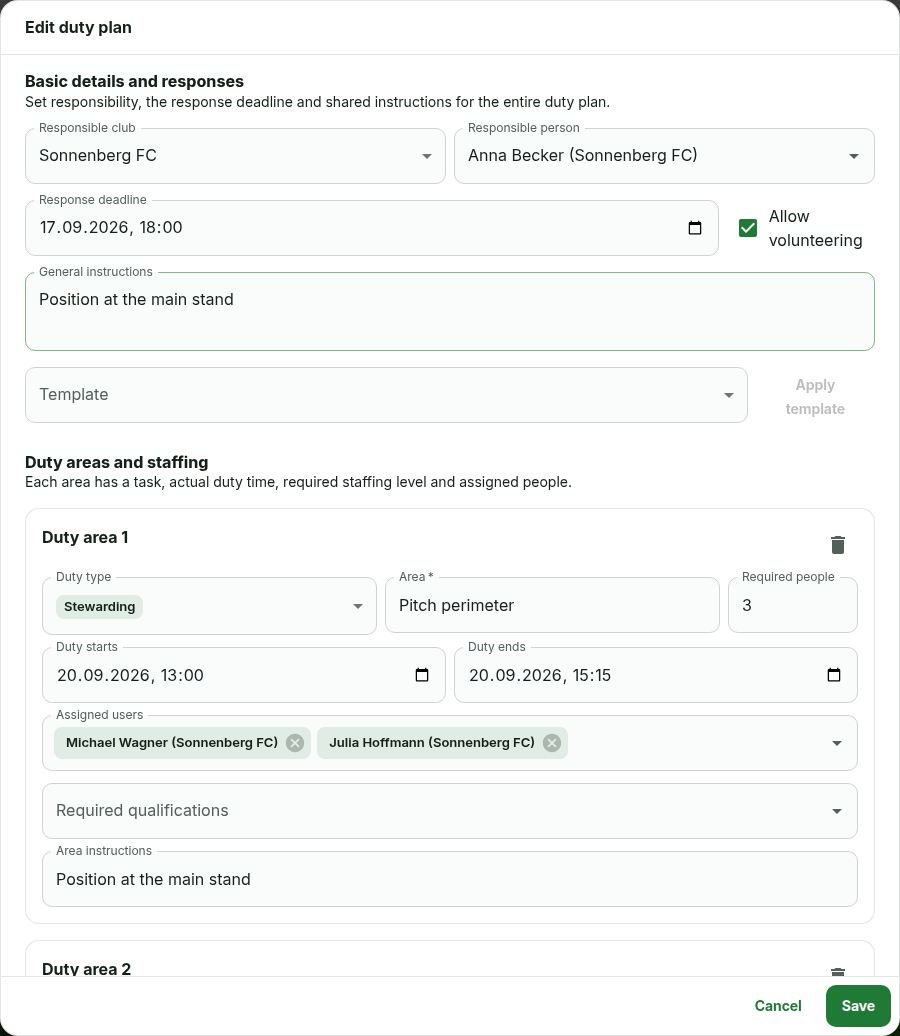 Edit duty plan
Basic details and responses
Set responsibility, the response deadline and shared instructions for the entire duty plan.
Responsible club
Sonnenberg FC
Responsible person
Anna Becker (Sonnenberg FC)
Response deadline
17.09.2026, 18:00
Allow
volunteering
General instructions
Position at the main stand
Template
Apply
template
Duty areas and staffing
Each area has a task, actual duty time, required staffing level and assigned people.
Duty area 1
Duty type
Stewarding
Area *
Pitch perimeter
Required people
3
Duty starts
20.09.2026, 13:00
Duty ends
20.09.2026, 15:15
Assigned users
Michael Wagner (Sonnenberg FC)
Julia Hoffmann (Sonnenberg FC)
Required qualifications
Area instructions
Position at the main stand
Duty area 2
Cancel
Save